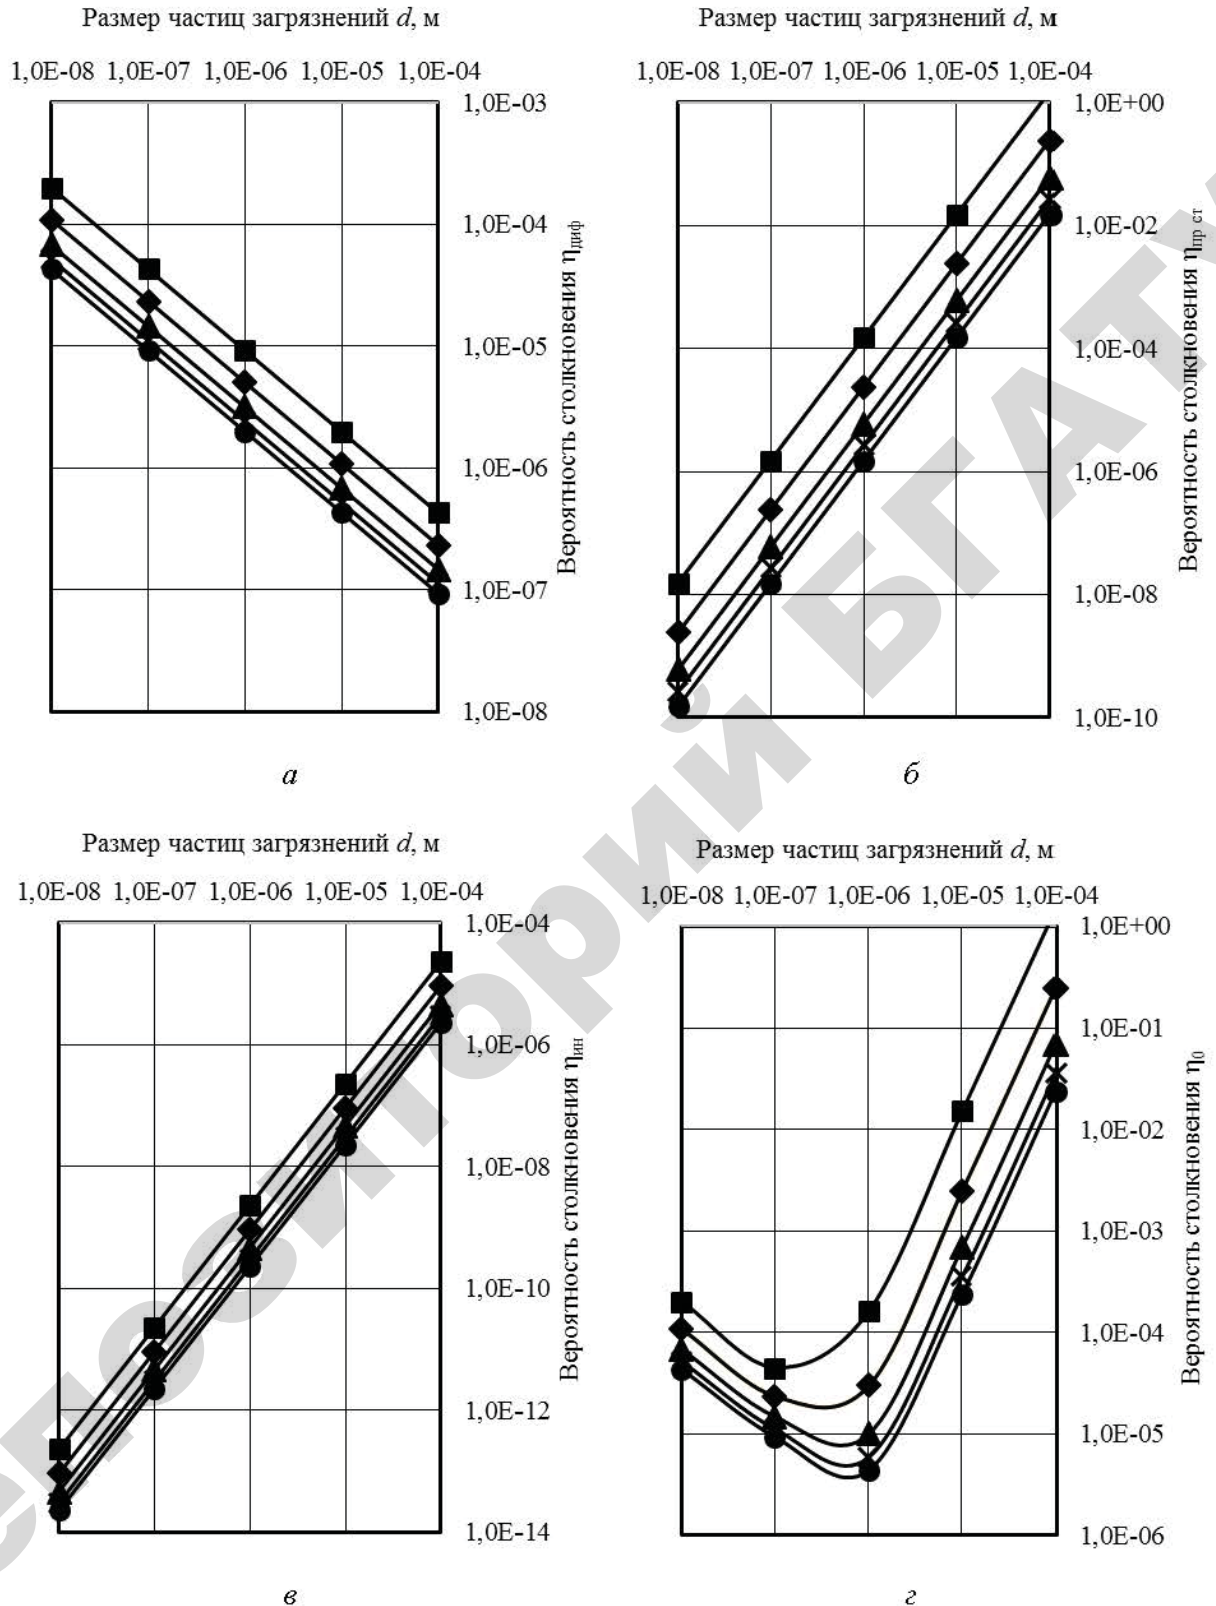 Размер частиц загрязнений d, м
1,0E-08 1,0E-07 1,0E-06 1,0E-05 1,0E-04
1,0E-03
1,0E-04
1,0E-05
1,0E-06
1,0E-07
1,0E-08
Вероятность столкновения η диф
а
Размер частиц загрязнений d, м
1,0E-08 1,0E-07 1,0E-06 1,0E-05 1,0E-04
1,0E+00
1,0E-02
1,0E-04
1,0E-06
1,0E-08
1,0E-10
Вероятность столкновения η пр ст
б
Размер частиц загрязнений d, м
1,0E-08 1,0E-07 1,0E-06 1,0E-05 1,0E-04
1,0E-04
1,0E-06
1,0E-08
1,0E-10
1,0E-12
1,0E-14
Вероятность столкновения η ин
в
Размер частиц загрязнений d, м
1,0E-08 1,0E-07 1,0E-06 1,0E-05 1,0E-04
1,0E+00
1,0E-01
1,0E-02
1,0E-03
1,0E-04
1,0E-05
1,0E-06
Вероятность столкновения η0
г
епозиторий БГАТУ